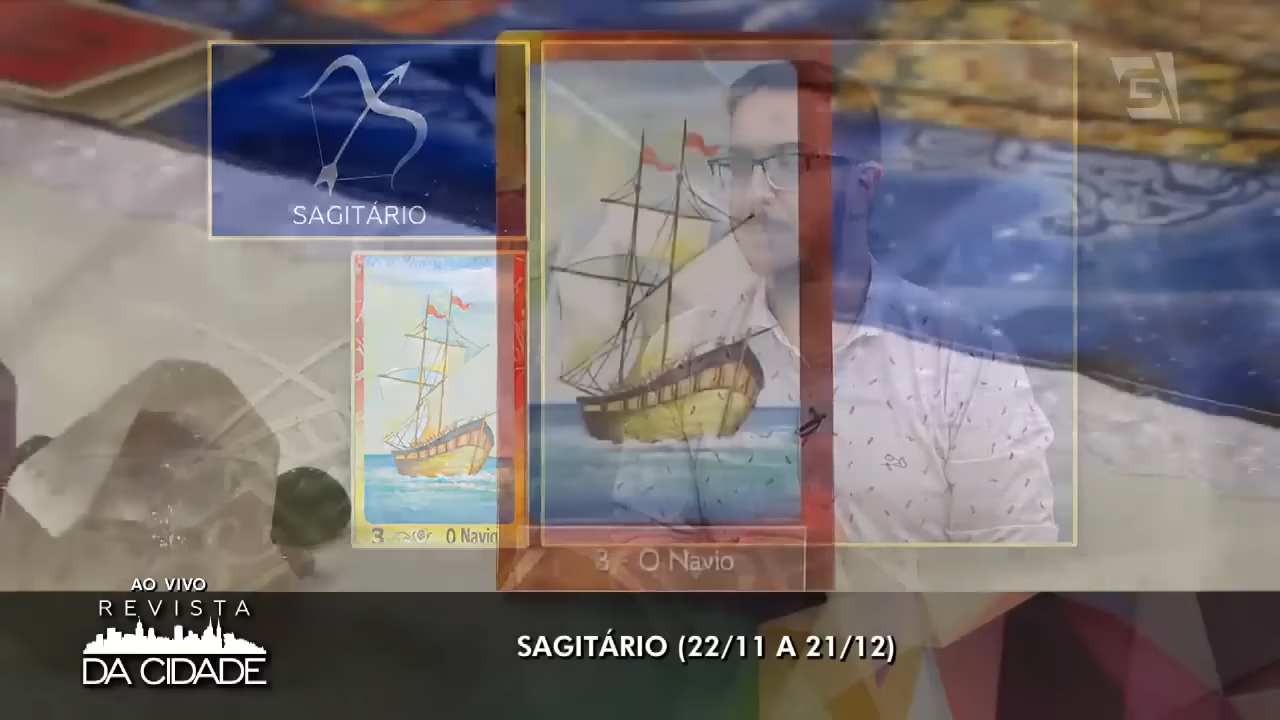 SAGITÁRIO
3
O Navio
3 - O Navio
AO VIVO
REVISTA
DA CIDADE
SAGITÁRIO (22/11 A 21/12)